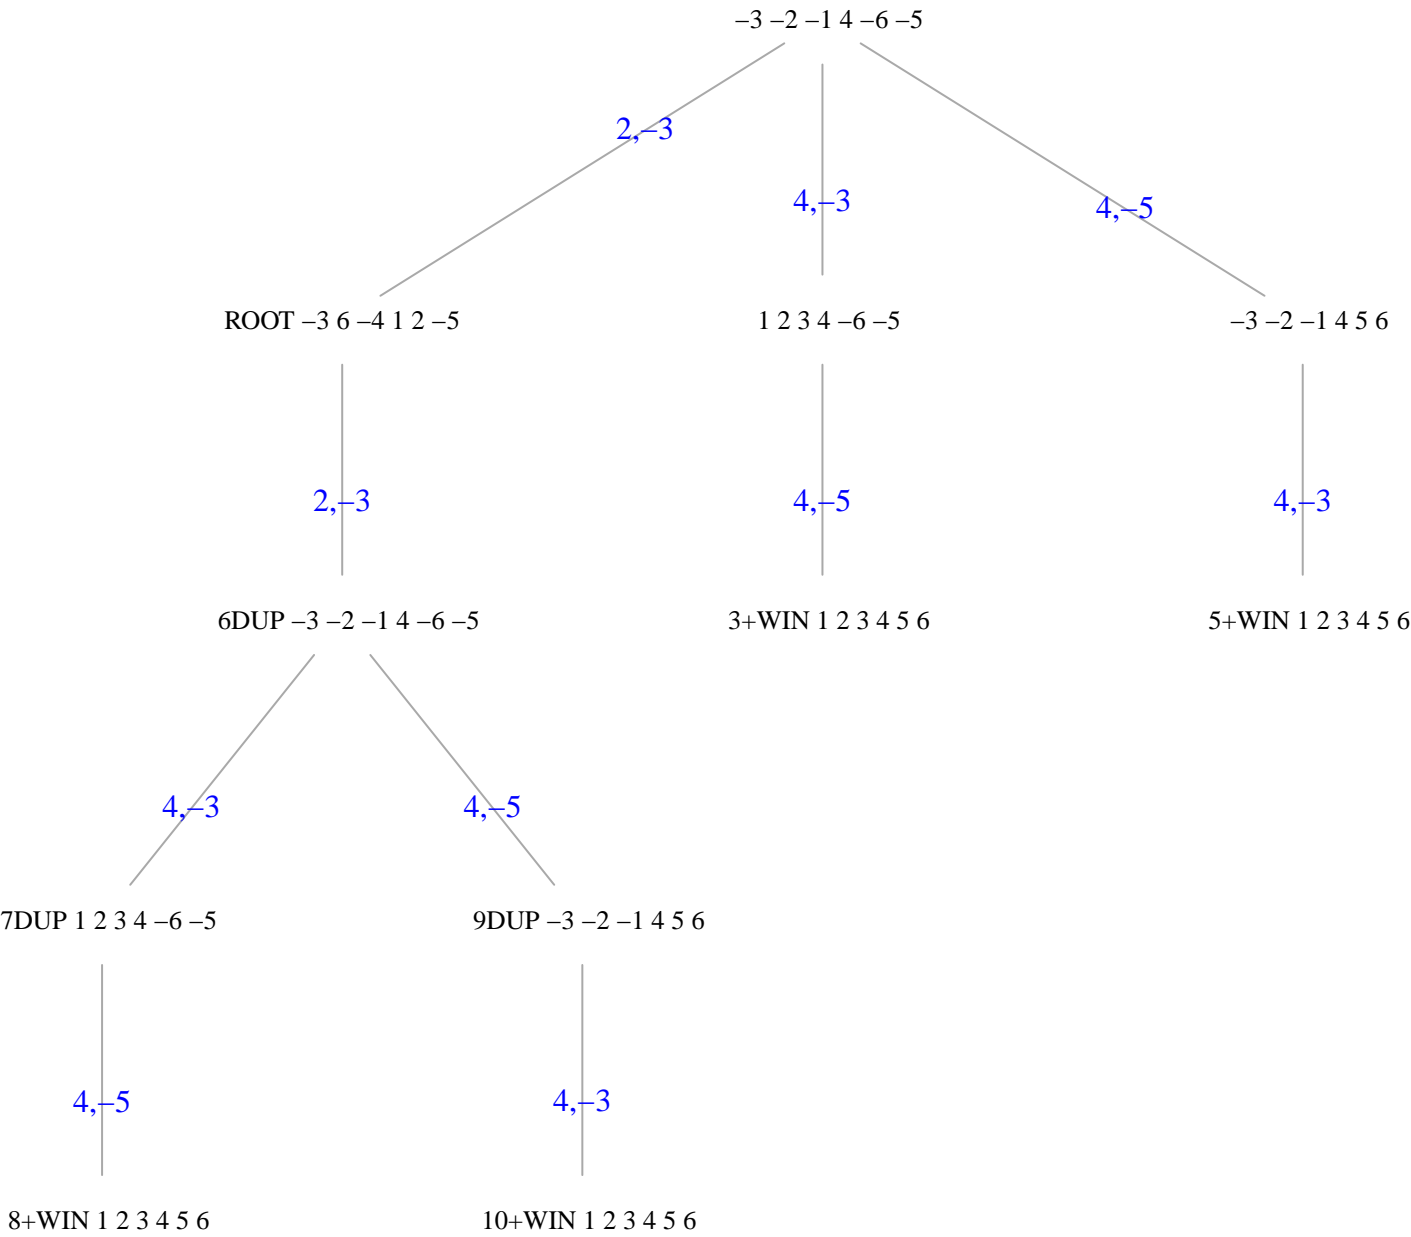 –3 –2 –1 4 –6 –5
2,–3
4,–3
4,–5
ROOT –3 6 –4 1 2 –5
1 2 3 4 –6 –5
–3 –2 –1 4 5 6
2,–3
4,–5
4,–3
6DUP –3 –2 –1 4 –6 –5
3+WIN 1 2 3 4 5 6
5+WIN 1 2 3 4 5 6
4,–3
4,–5
7DUP 1 2 3 4 –6 –5
9DUP –3 –2 –1 4 5 6
4,–5
4,–3
8+WIN 1 2 3 4 5 6
10+WIN 1 2 3 4 5 6